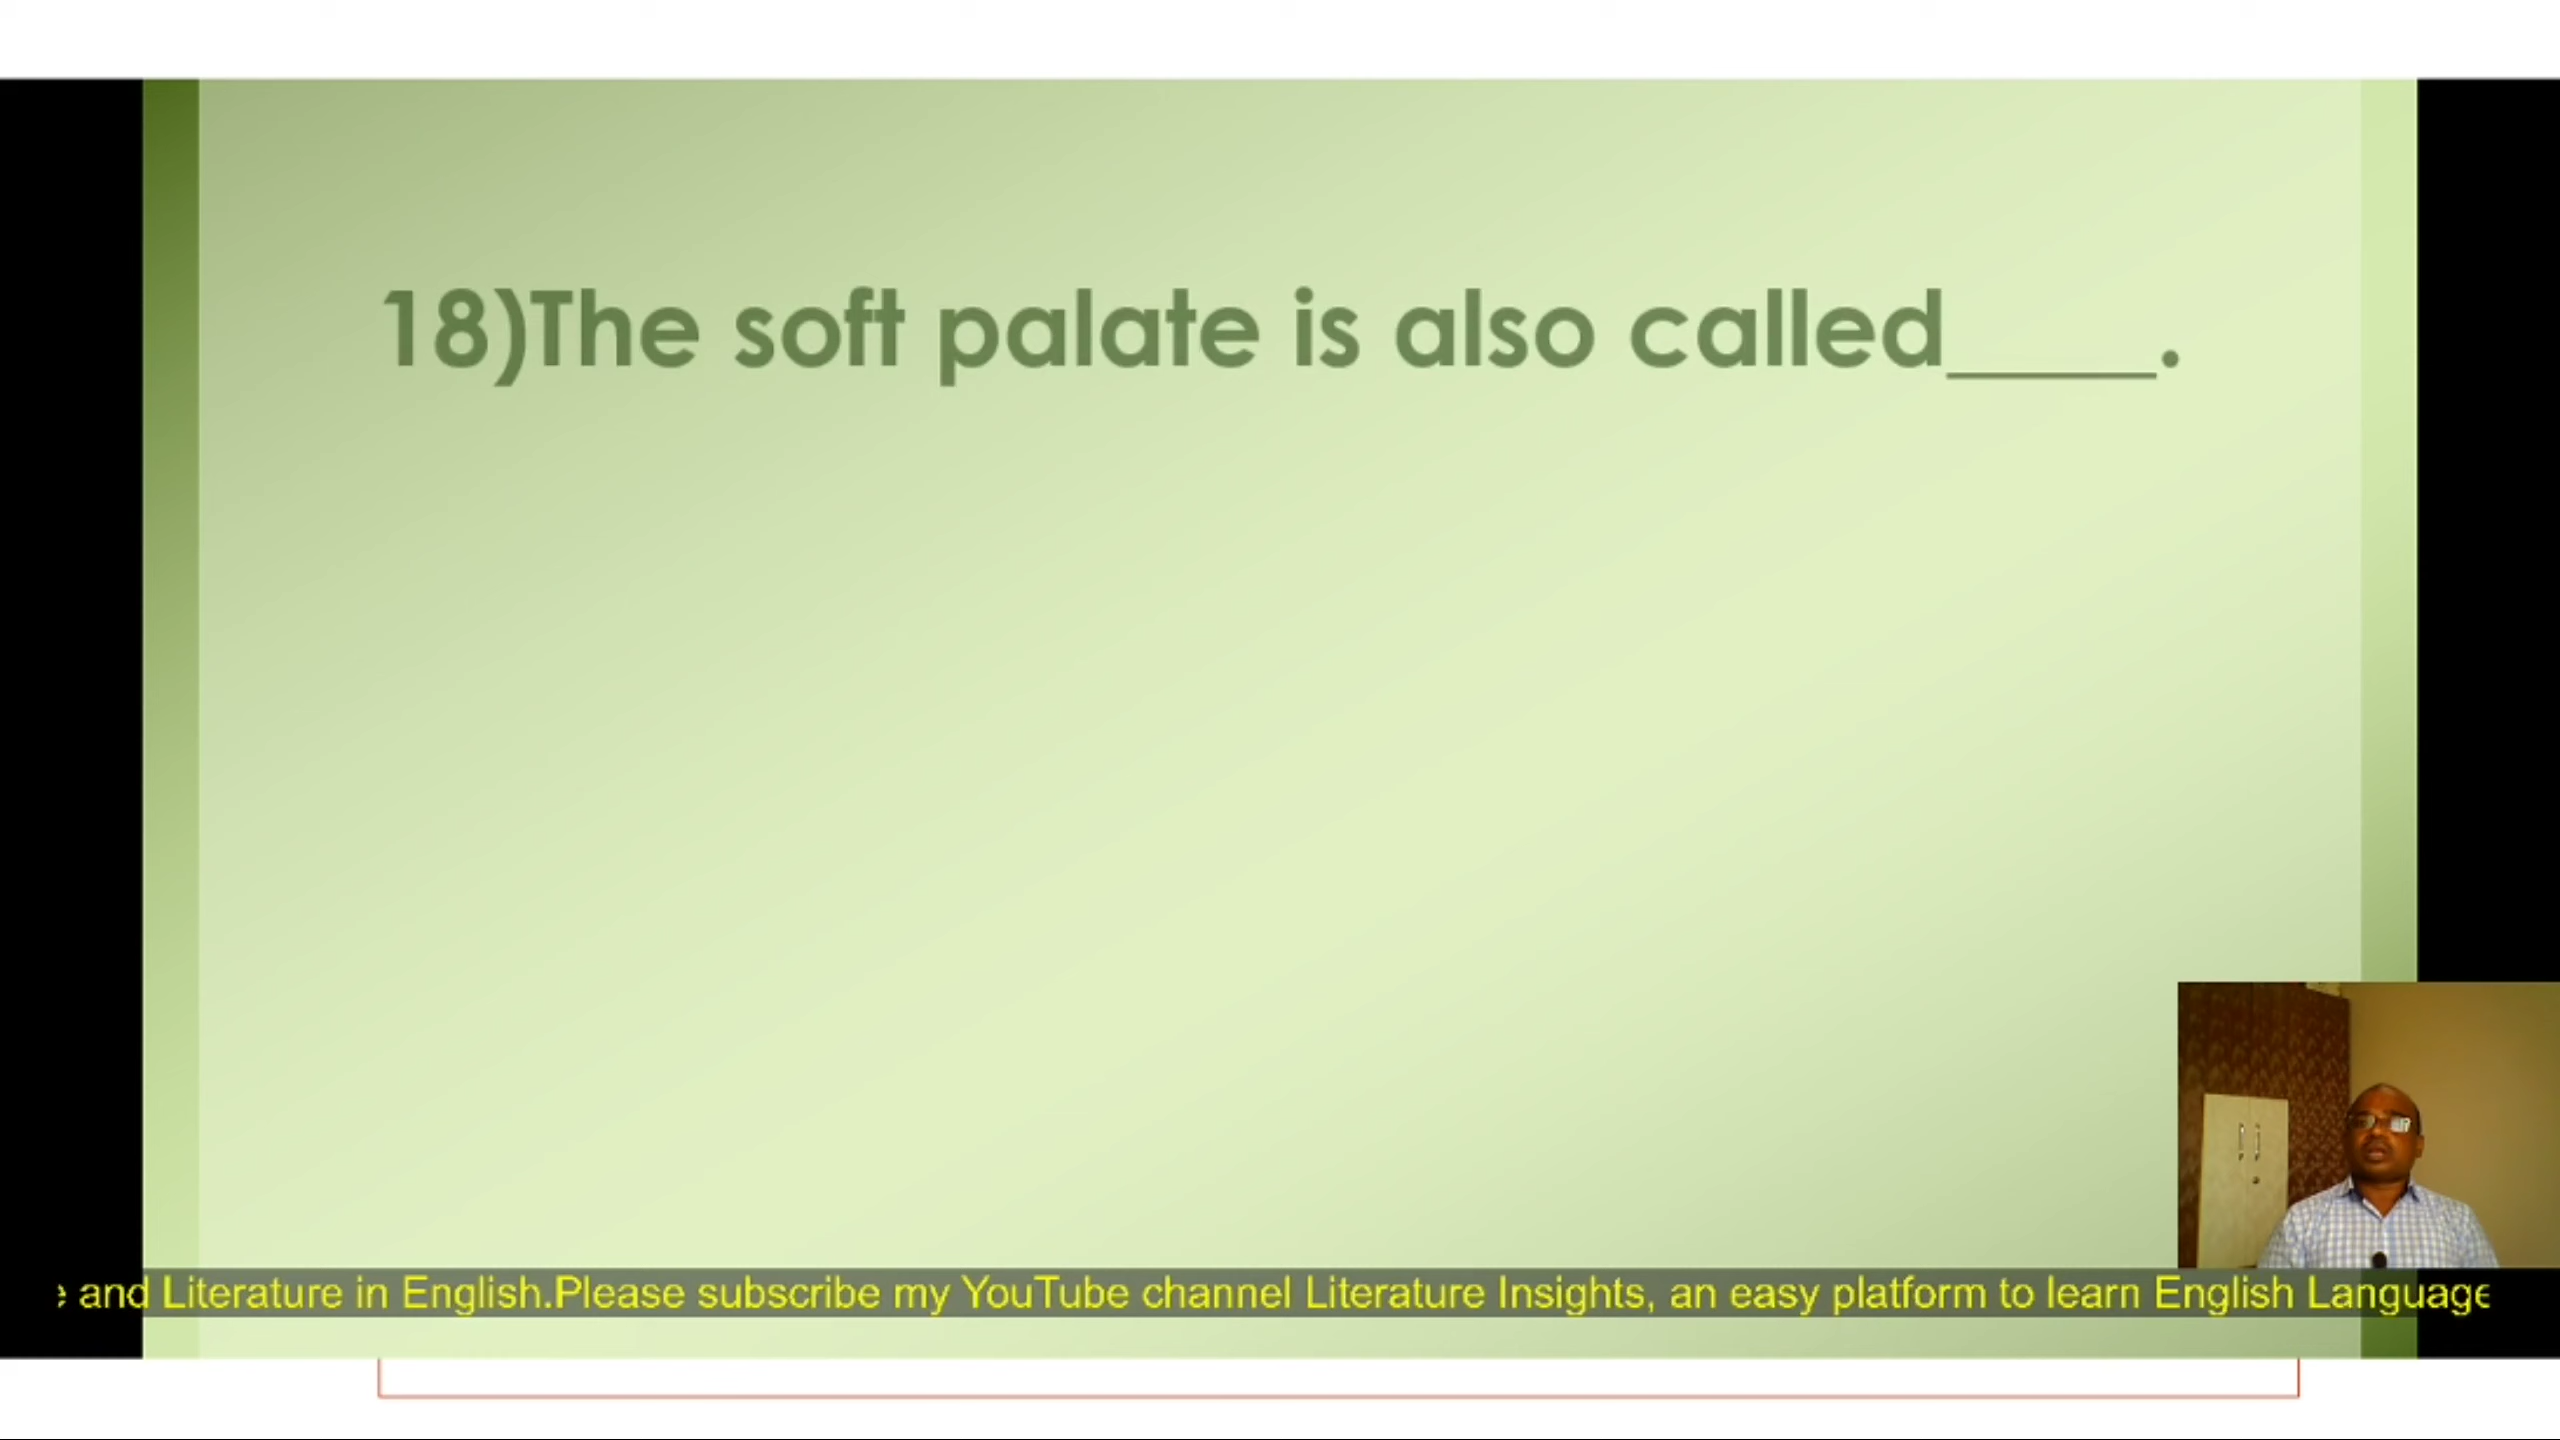 18)The soft palate is also called____.
and Literature in English.Please subscribe my YouTube channel Literature Insights, an easy platform to learn English Language